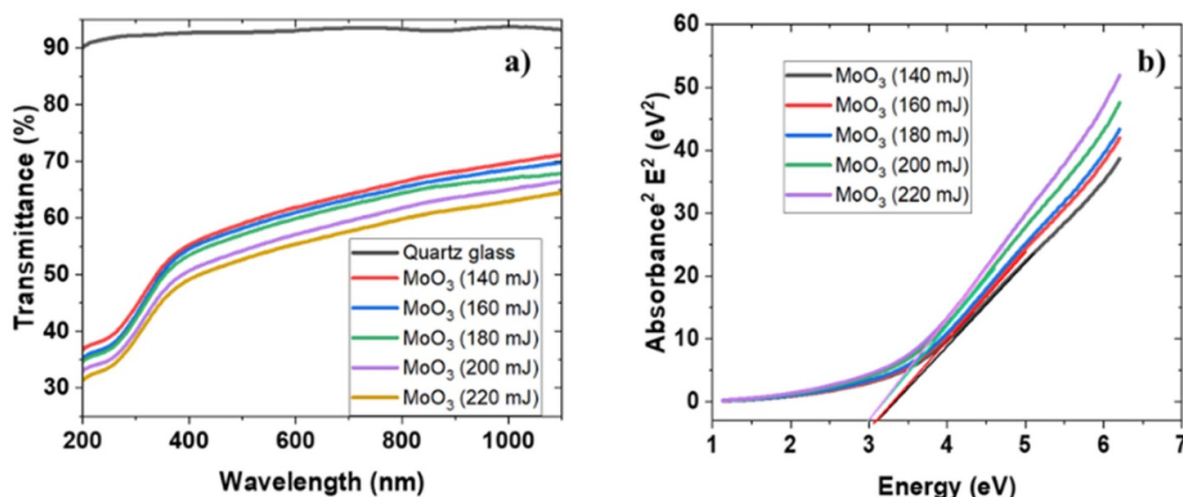 a)
90
80
70
60
50
40
30
Transmittance (%)
Quartz glass
MoO₃ (140 mJ)
MoO₃ (160 mJ)
MoO₃ (180 mJ)
MoO₃ (200 mJ)
MoO₃ (220 mJ)
200 400 600 800 1000
Wavelength (nm)
b)
60
50
40
30
20
10
0
Absorbance² E² (eV²)
MoO₃ (140 mJ)
MoO₃ (160 mJ)
MoO₃ (180 mJ)
MoO₃ (200 mJ)
MoO₃ (220 mJ)
1 2 3 4 5 6 7
Energy (eV)